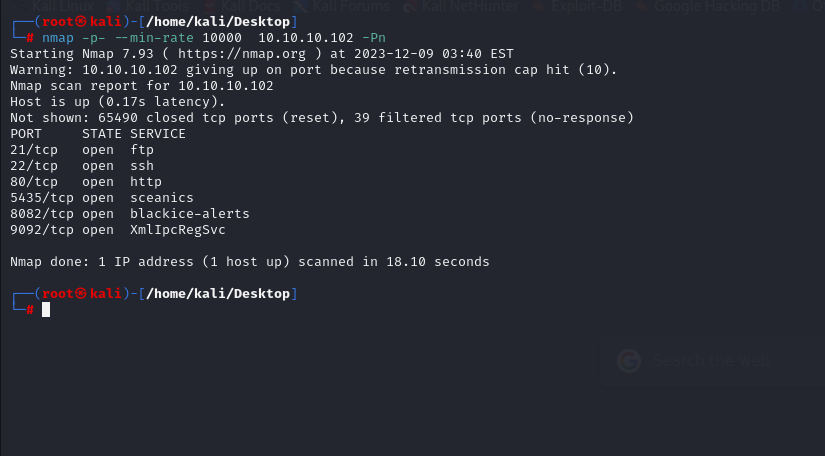 Kali Linux Kali Tools Kali Docs Kali Forums Kali NetHunter Exploit-DB Google Hacking DB
┌──(root㉿kali)-[/home/kali/Desktop]
└─# nmap -p- --min-rate 10000  10.10.10.102 -Pn
Starting Nmap 7.93 ( https://nmap.org ) at 2023-12-09 03:40 EST
Warning: 10.10.10.102 giving up on port because retransmission cap hit (10).
Nmap scan report for 10.10.10.102
Host is up (0.17s latency).
Not shown: 65490 closed tcp ports (reset), 39 filtered tcp ports (no-response)
PORT     STATE SERVICE
21/tcp   open  ftp
22/tcp   open  ssh
80/tcp   open  http
5435/tcp open  sceanics
8082/tcp open  blackice-alerts
9092/tcp open  XmlIpcRegSvc
Nmap done: 1 IP address (1 host up) scanned in 18.10 seconds
┌──(root㉿kali)-[/home/kali/Desktop]
└─#
Search the web